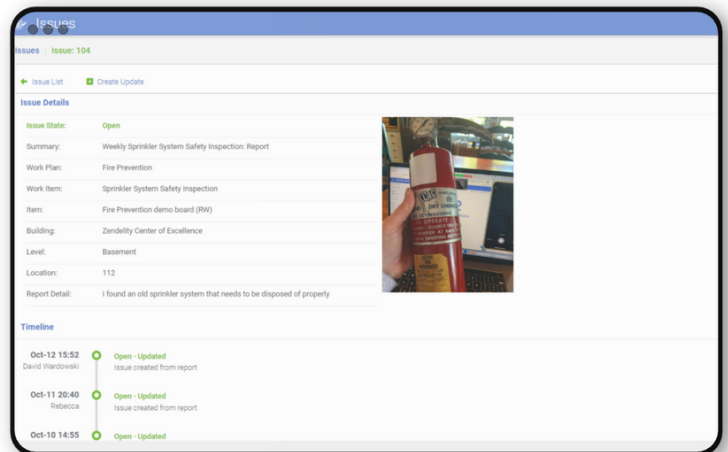 Issues
Issues | Issue: 104
Issue List Create Update
Issue Details
Issue State: Open
Summary: Weekly Sprinkler System Safety Inspection: Report
Work Plan: Fire Prevention
Work Item: Sprinkler System Safety Inspection
Item: Fire Prevention demo board (RW)
Building: Zendelity Center of Excellence
Level: Basement
Location: 112
Report Detail: I found an old sprinkler system that needs to be disposed of properly
Timeline
Oct-12 15:52 Open - Updated
David Wardowski Issue created from report
Oct-11 20:40 Open - Updated
Rebecca Issue created from report
Oct-10 14:55 Open - Updated